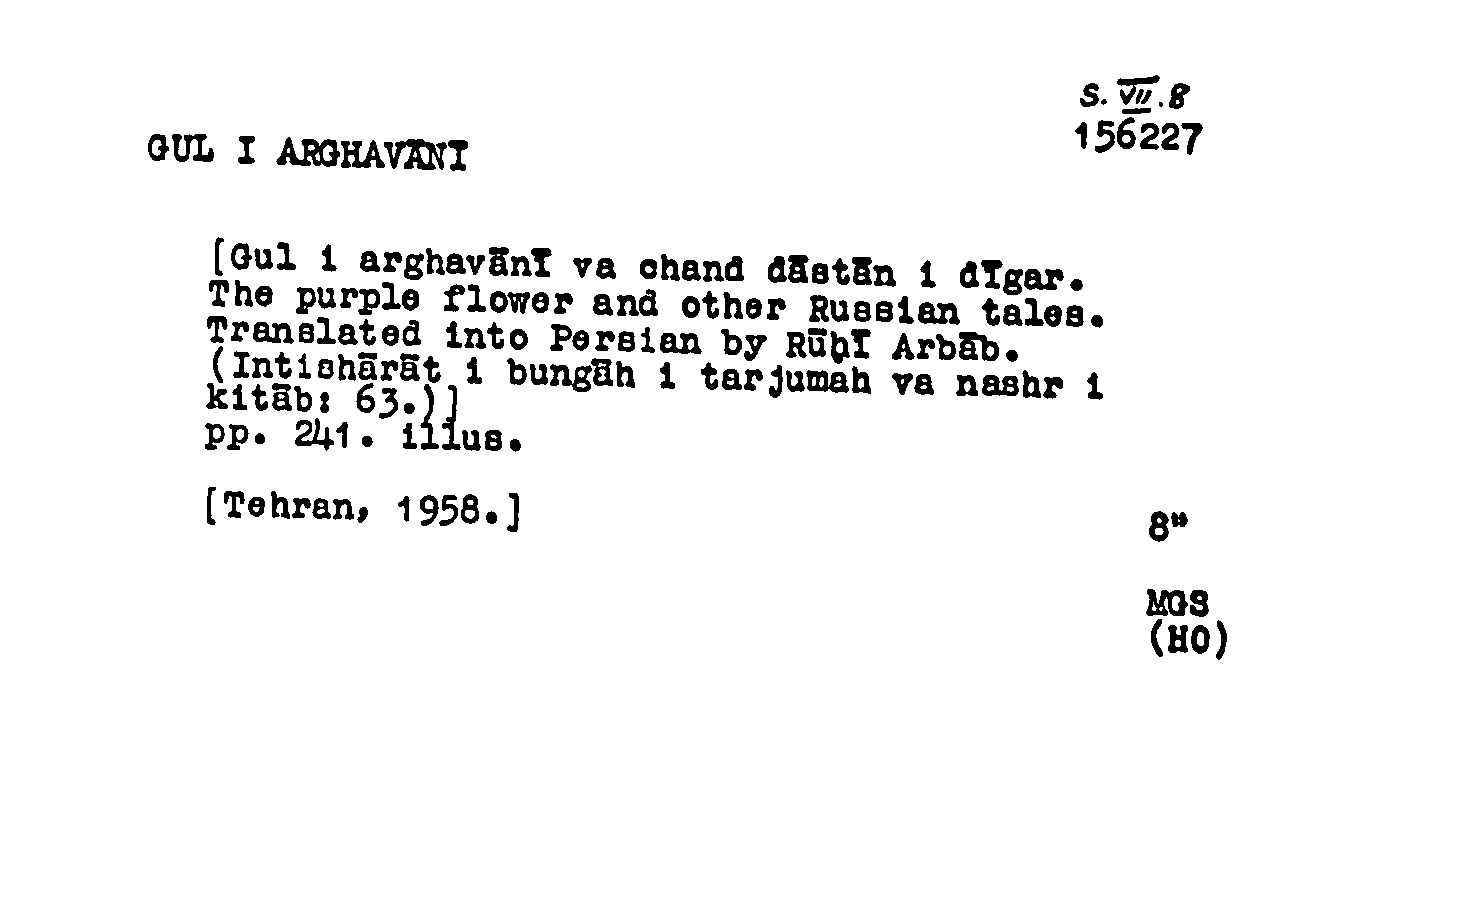 S. VII. 8
156227
GUL I ARGHAVĀNĪ
[Gul i arghavānī va chand dāstān i dīgar.
The purple flower and other Russian tales.
Translated into Persian by Rūḥī Arbāb.
(Intishārāt i bungāh i tarjumah va nashr i
kitāb: 63.)]
pp. 241. illus.
[Tehran, 1958.]
8"
MGS
(HO)